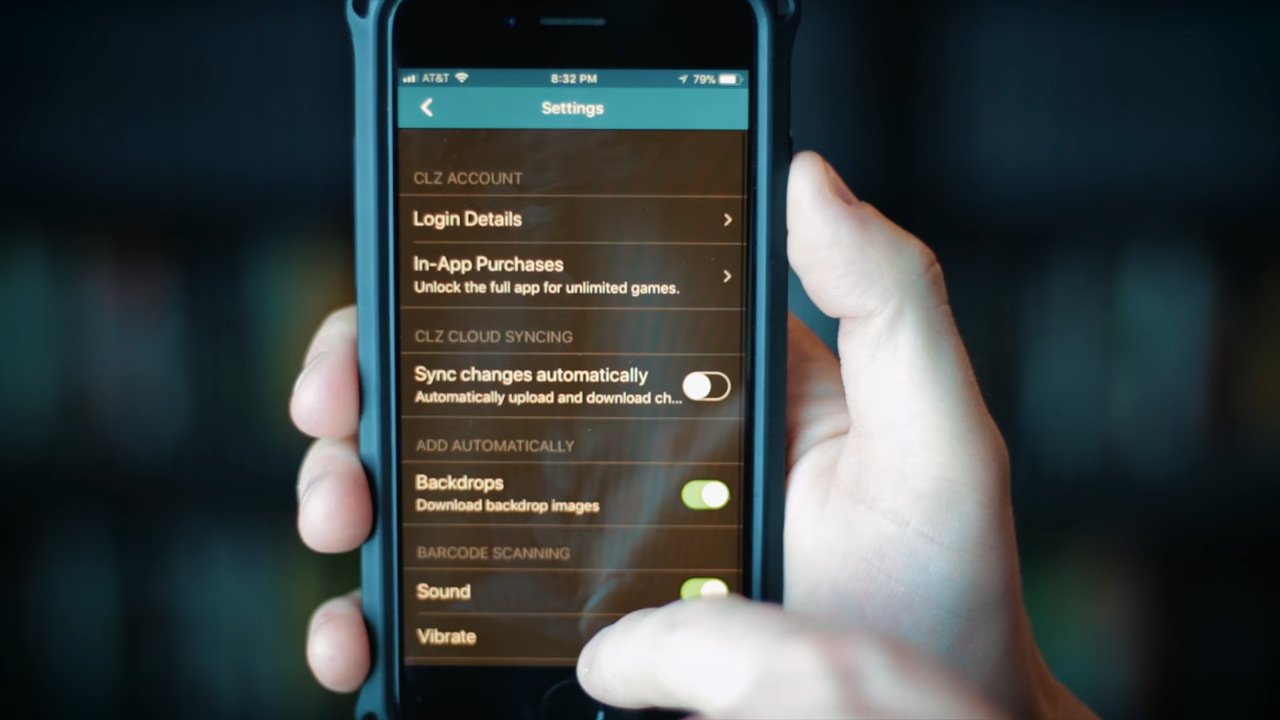 AT&T 8:32 PM 79%
Settings
CLZ ACCOUNT
Login Details
In-App Purchases
Unlock the full app for unlimited games.
CLZ CLOUD SYNCING
Sync changes automatically
Automatically upload and download ch...
ADD AUTOMATICALLY
Backdrops
Download backdrop images
BARCODE SCANNING
Sound
Vibrate